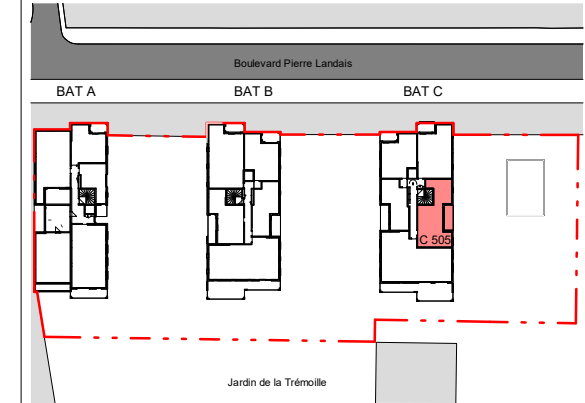 Boulevard Pierre Landais
BAT A BAT B BAT C
C 505
Jardin de la Trémoille